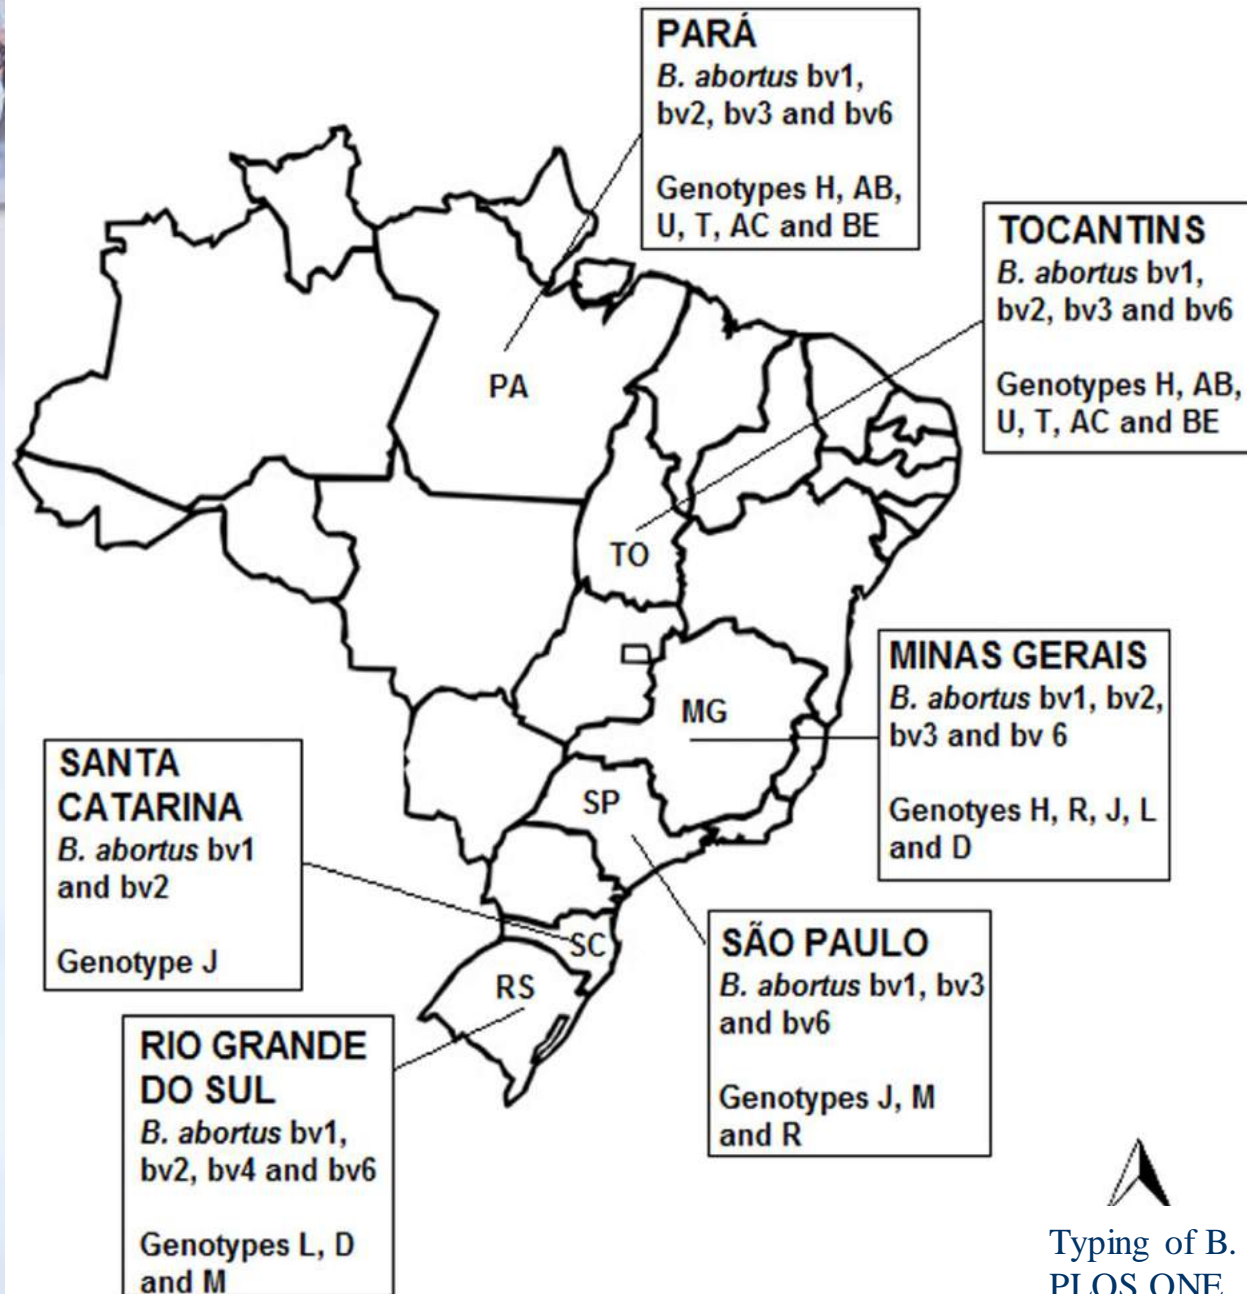 PARÁ
B. abortus bv1,
bv2, bv3 and bv6
Genotypes H, AB,
U, T, AC and BE
TOCANTINS
B. abortus bv1,
bv2, bv3 and bv6
Genotypes H, AB,
U, T, AC and BE
PA
TO
MINAS GERAIS
B. abortus bv1, bv2,
bv3 and bv 6
Genotyes H, R, J, L
and D
MG
SP
SANTA
CATARINA
B. abortus bv1
and bv2
Genotype J
SÃO PAULO
B. abortus bv1, bv3
and bv6
Genotypes J, M
and R
SC
RS
RIO GRANDE
DO SUL
B. abortus bv1,
bv2, bv4 and bv6
Genotypes L, D
and M
Typing of B.
PLOS ONE